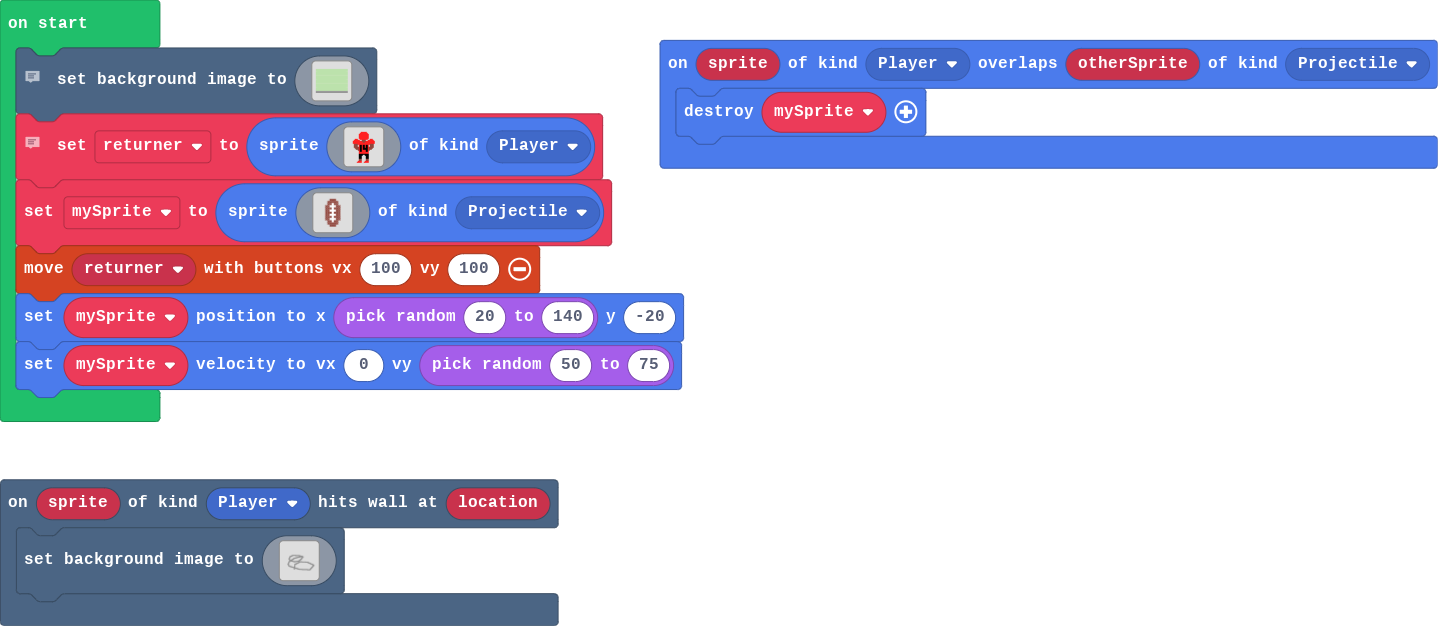 on start
set background image to
set returner to sprite of kind Player
set mySprite to sprite of kind Projectile
move returner with buttons vx 100 vy 100
set mySprite position to x pick random 20 to 140 y -20
set mySprite velocity to vx 0 vy pick random 50 to 75
on sprite of kind Player overlaps otherSprite of kind Projectile
destroy mySprite
on sprite of kind Player hits wall at location
set background image to